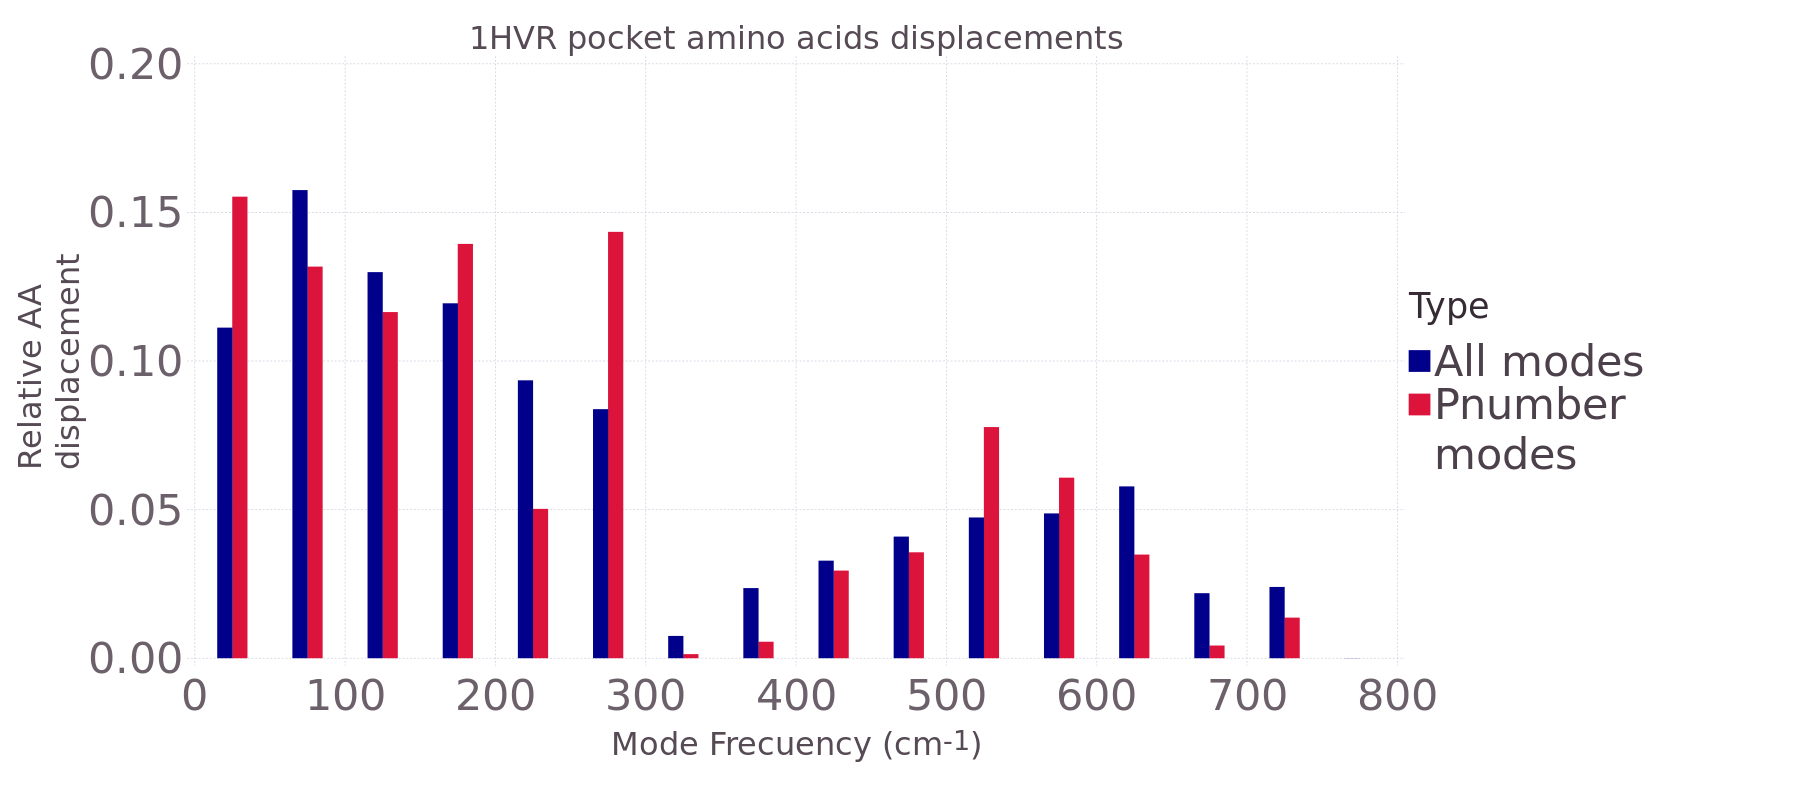 1HVR pocket amino acids displacements
0.20
0.15
0.10
0.05
0.00
Relative AA
displacement
0 100 200 300 400 500 600 700 800
Mode Frecuency (cm-1)
Type
All modes
Pnumber
modes